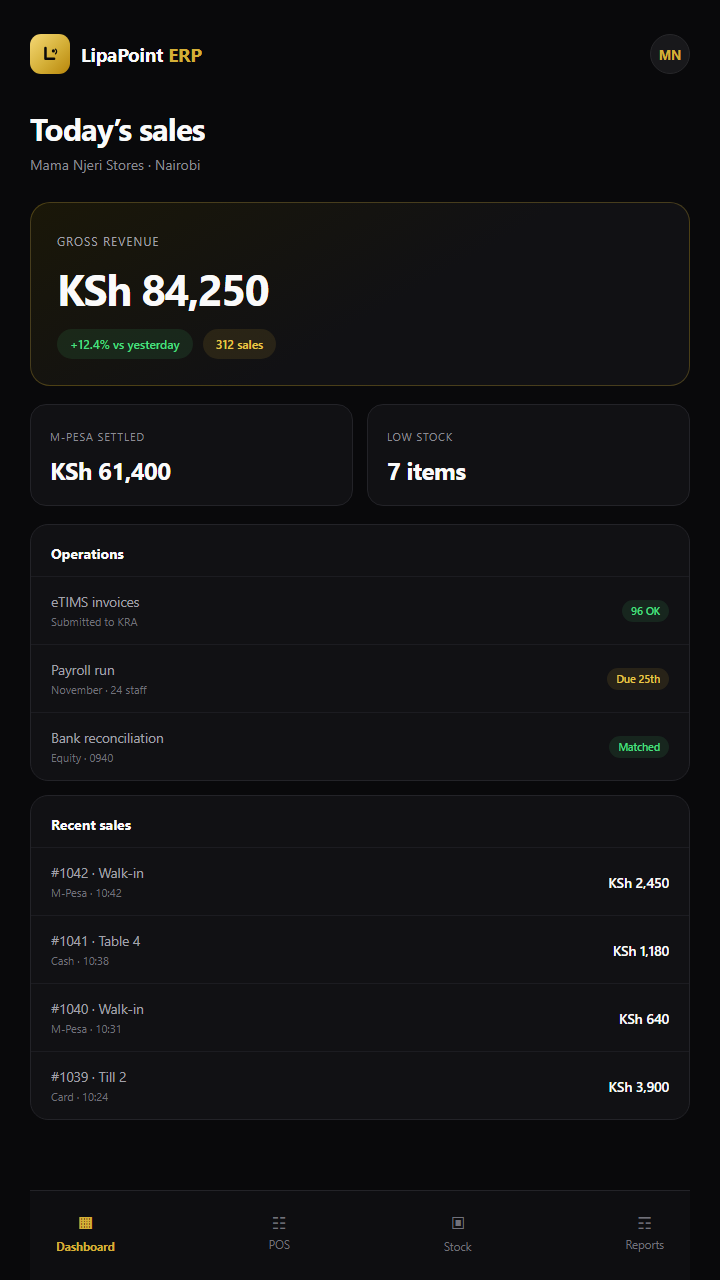 LipaPoint ERP
MN
Today’s sales
Mama Njeri Stores · Nairobi
GROSS REVENUE
KSh 84,250
+12.4% vs yesterday
312 sales
M-PESA SETTLED
KSh 61,400
LOW STOCK
7 items
Operations
eTIMS invoices
Submitted to KRA
96 OK
Payroll run
November · 24 staff
Due 25th
Bank reconciliation
Equity · 0940
Matched
Recent sales
#1042 · Walk-in
M-Pesa · 10:42
KSh 2,450
#1041 · Table 4
Cash · 10:38
KSh 1,180
#1040 · Walk-in
M-Pesa · 10:31
KSh 640
#1039 · Till 2
Card · 10:24
KSh 3,900
Dashboard
POS
Stock
Reports